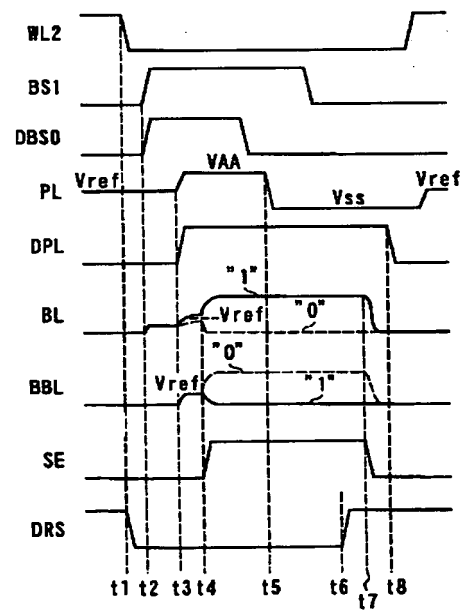 WL2
BS1
DBS0
VAA
Vref
Vref
PL
Vss
DPL
"1"
BL
Vref
"0"
"0"
Vref
BBL
"1"
SE
DRS
t1 t2 t3 t4 t5 t6 t7 t8